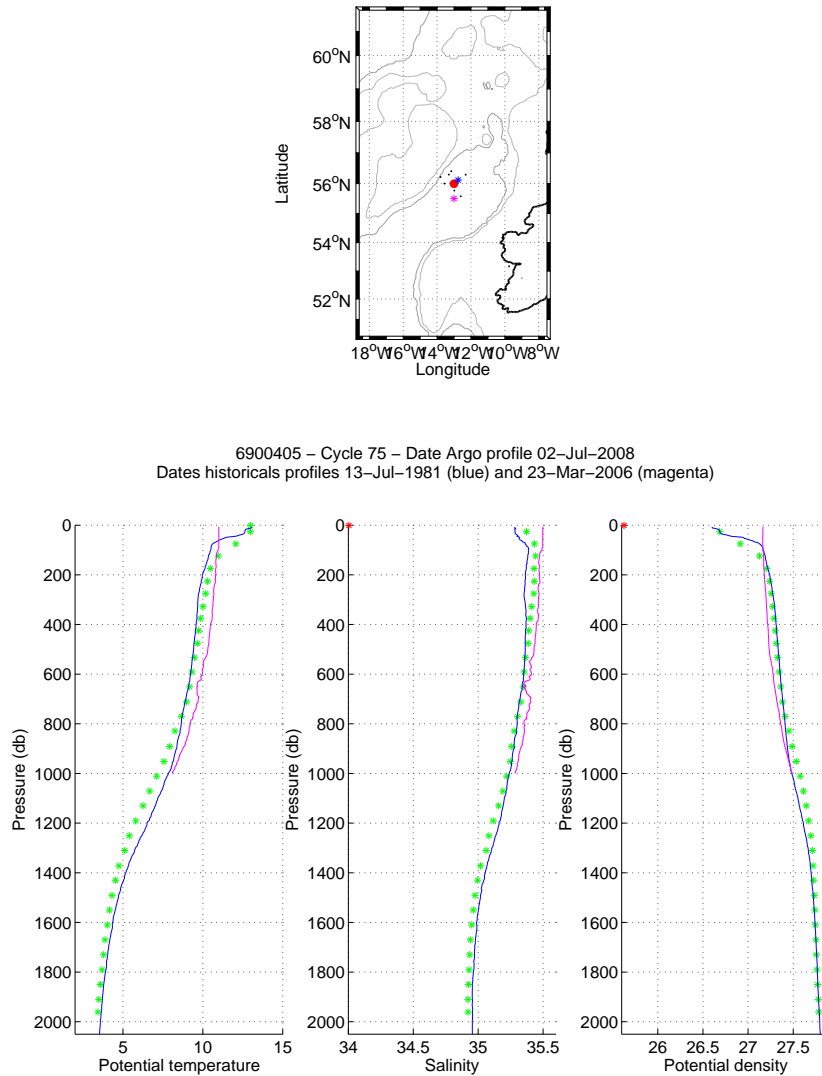 60°N
58°N
56°N
54°N
52°N
Latitude
18°W16°W14°W12°W10°W 8°W
Longitude
6900405 − Cycle 75 − Date Argo profile 02−Jul−2008
Dates historicals profiles 13−Jul−1981 (blue) and 23−Mar−2006 (magenta)
0
200
400
600
800
1000
1200
1400
1600
1800
2000
Pressure (db)
5 10 15
Potential temperature
0
200
400
600
800
1000
1200
1400
1600
1800
2000
Pressure (db)
34 34.5 35 35.5
Salinity
0
200
400
600
800
1000
1200
1400
1600
1800
2000
Pressure (db)
26 26.5 27 27.5
Potential density